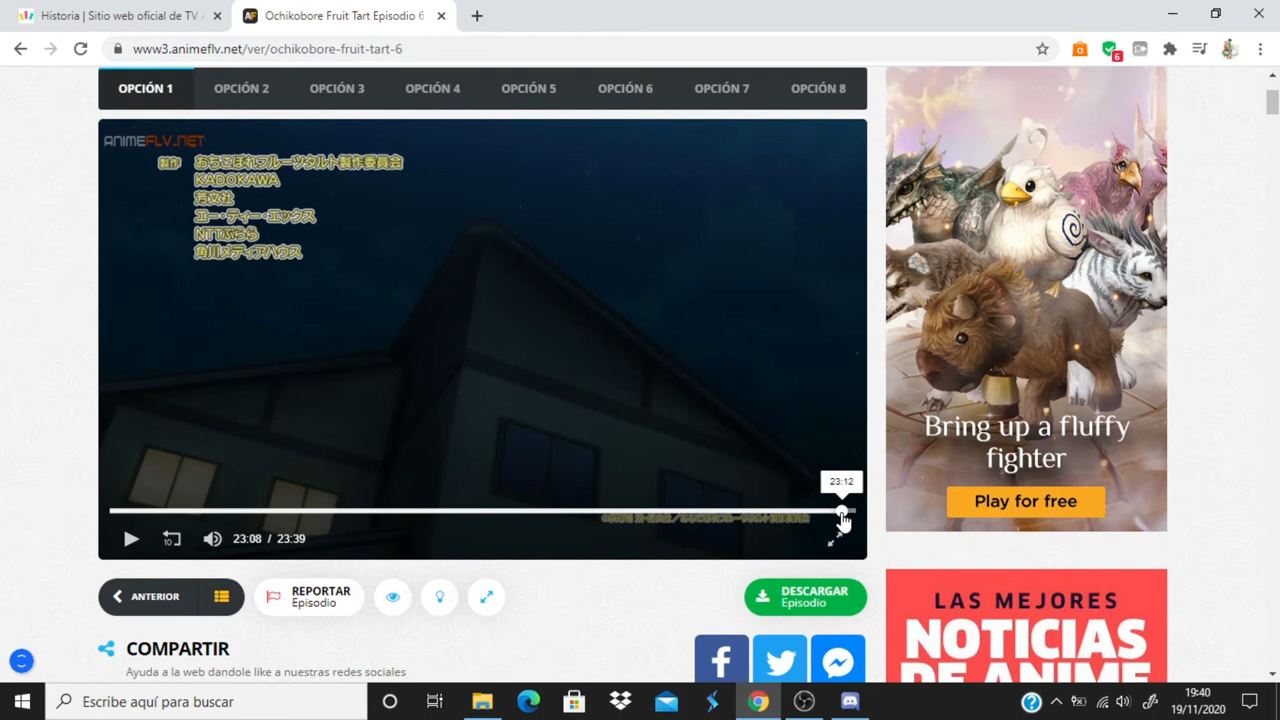 Historia | Sitio web oficial de TV A
Ochikobore Fruit Tart Episodio 6
www3.animeflv.net/ver/ochikobore-fruit-tart-6
6
OPCIÓN 1 OPCIÓN 2 OPCIÓN 3 OPCIÓN 4 OPCIÓN 5 OPCIÓN 6 OPCIÓN 7 OPCIÓN 8
ANIMEFLV.NET
製作 おちこぼれフルーツタルト製作委員会
KADOKAWA
芳文社
エー・ティー・エックス
NTTぷらら
角川メディアハウス
23:12
10
23:08 / 23:39
Bring up a fluffy
fighter
Play for free
ANTERIOR
REPORTAR
Episodio
DESCARGAR
Episodio
COMPARTIR
Ayuda a la web dandole like a nuestras redes sociales
LAS MEJORES
NOTICIAS
DE ANIME
Escribe aquí para buscar
19:40
19/11/2020